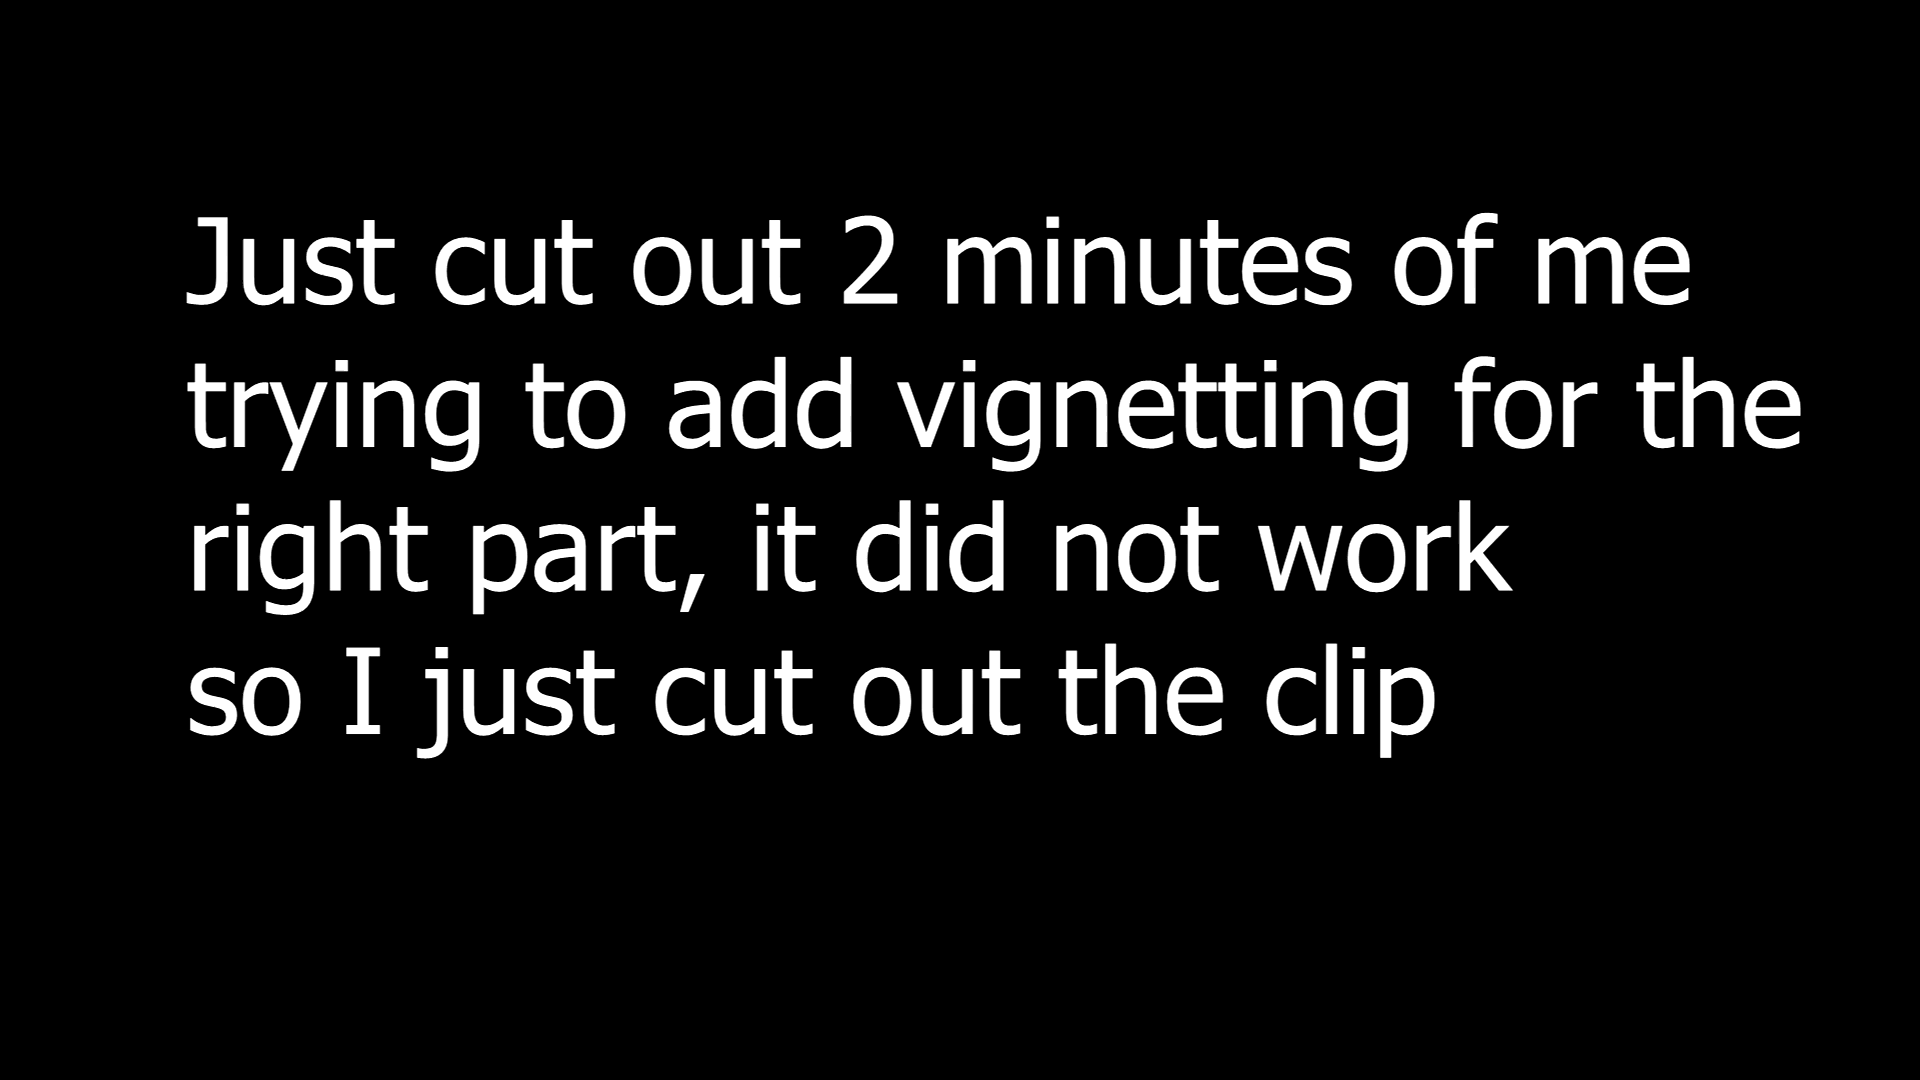 Just cut out 2 minutes of me
trying to add vignetting for the
right part, it did not work
so I just cut out the clip